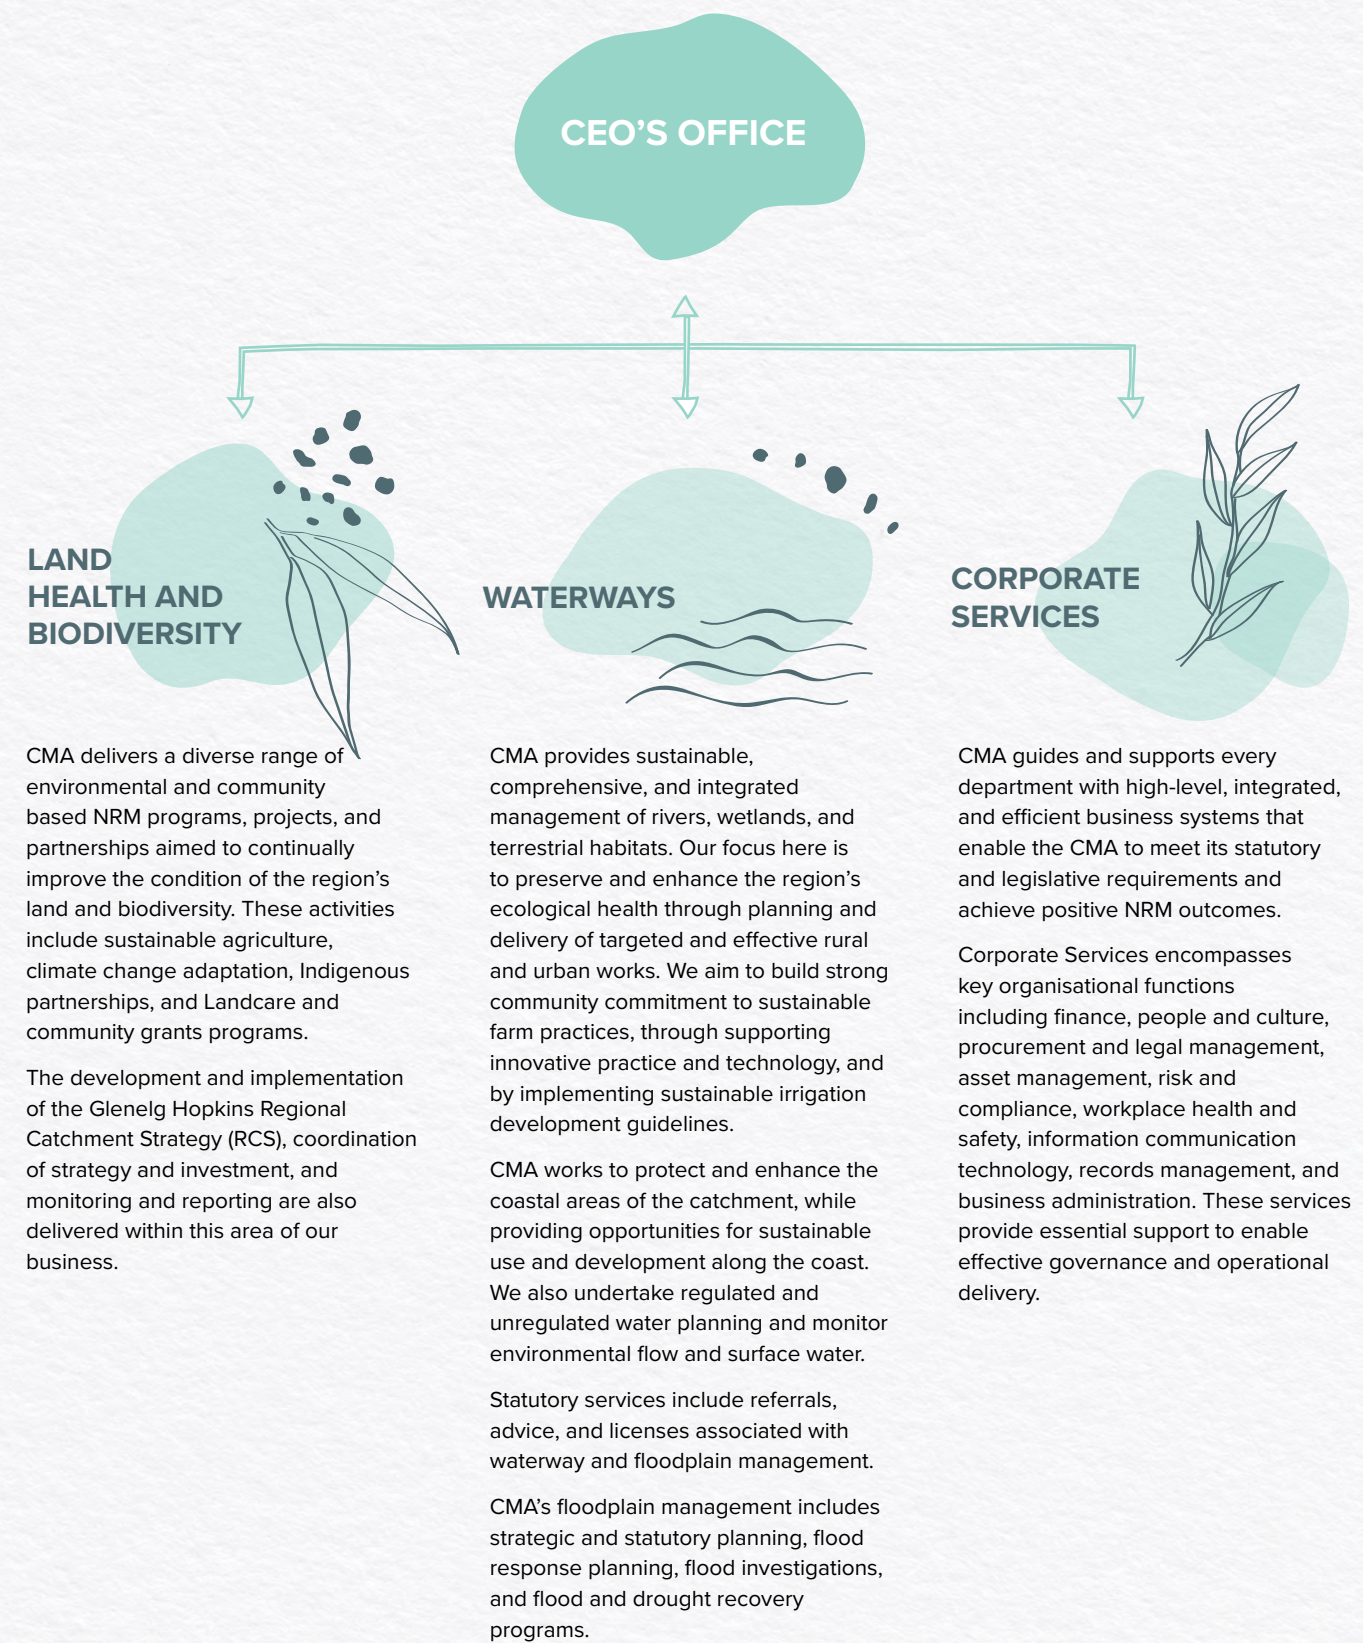 CEO’S OFFICE
LAND
HEALTH AND
BIODIVERSITY
CMA delivers a diverse range of
environmental and community
based NRM programs, projects, and
partnerships aimed to continually
improve the condition of the region’s
land and biodiversity. These activities
include sustainable agriculture,
climate change adaptation, Indigenous
partnerships, and Landcare and
community grants programs.
The development and implementation
of the Glenelg Hopkins Regional
Catchment Strategy (RCS), coordination
of strategy and investment, and
monitoring and reporting are also
delivered within this area of our
business.
WATERWAYS
CMA provides sustainable,
comprehensive, and integrated
management of rivers, wetlands, and
terrestrial habitats. Our focus here is
to preserve and enhance the region’s
ecological health through planning and
delivery of targeted and effective rural
and urban works. We aim to build strong
community commitment to sustainable
farm practices, through supporting
innovative practice and technology, and
by implementing sustainable irrigation
development guidelines.
CMA works to protect and enhance the
coastal areas of the catchment, while
providing opportunities for sustainable
use and development along the coast.
We also undertake regulated and
unregulated water planning and monitor
environmental flow and surface water.
Statutory services include referrals,
advice, and licenses associated with
waterway and floodplain management.
CMA’s floodplain management includes
strategic and statutory planning, flood
response planning, flood investigations,
and flood and drought recovery
programs.
CORPORATE
SERVICES
CMA guides and supports every
department with high-level, integrated,
and efficient business systems that
enable the CMA to meet its statutory
and legislative requirements and
achieve positive NRM outcomes.
Corporate Services encompasses
key organisational functions
including finance, people and culture,
procurement and legal management,
asset management, risk and
compliance, workplace health and
safety, information communication
technology, records management, and
business administration. These services
provide essential support to enable
effective governance and operational
delivery.